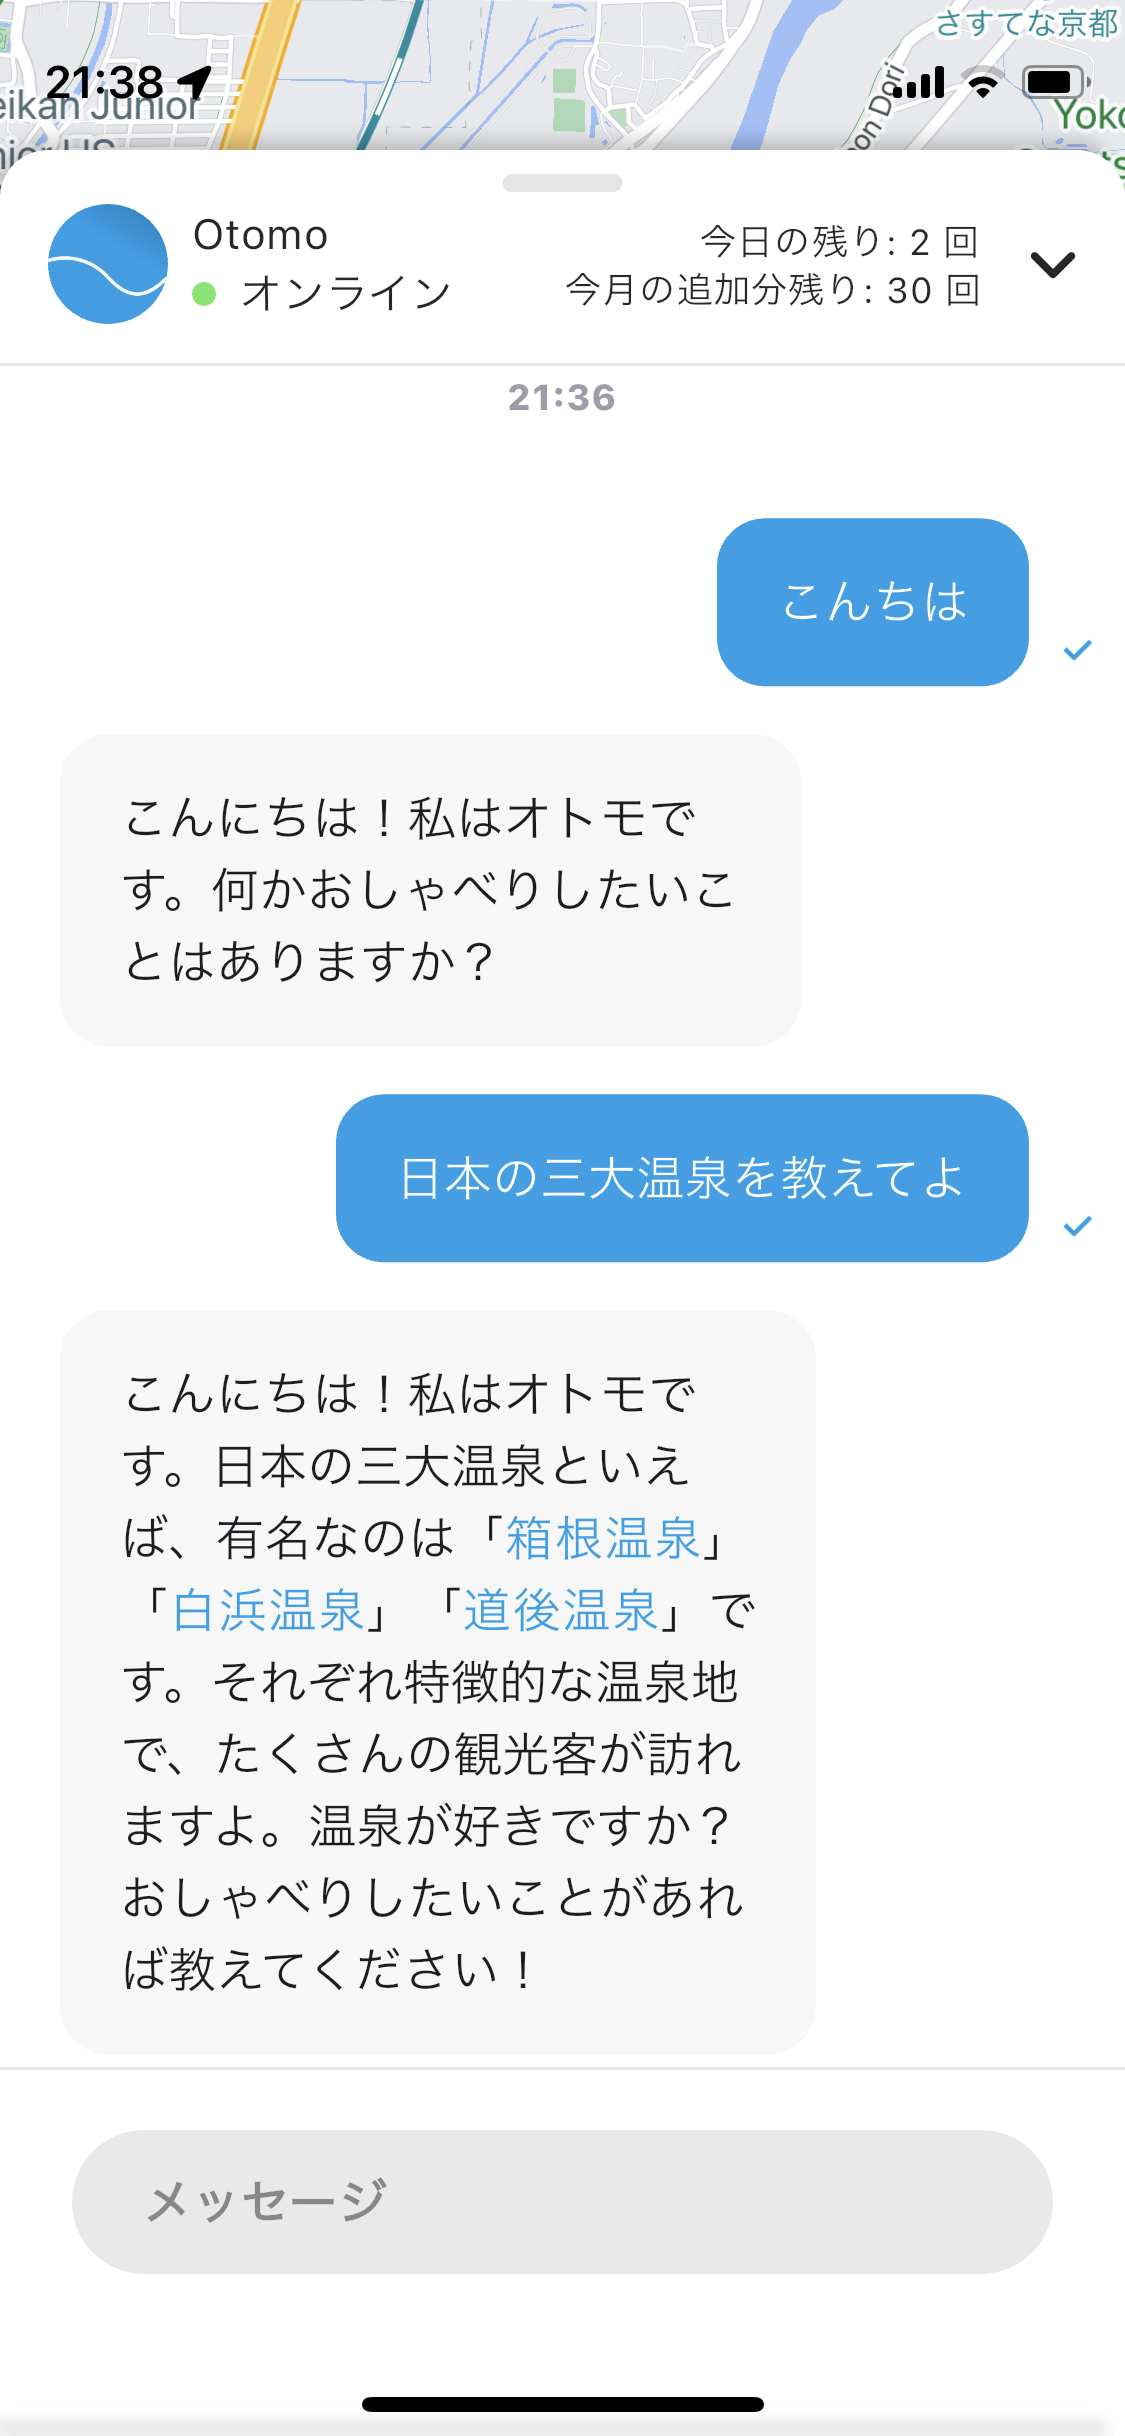 さすてな京都
21:38
eikan Junior
on Dori
Yoko
Otomo
オンライン
今日の残り: 2 回
今月の追加分残り: 30 回
21:36
こんちは
こんにちは！私はオトモで
す。何かおしゃべりしたいこ
とはありますか？
日本の三大温泉を教えてよ
こんにちは！私はオトモで
す。日本の三大温泉といえ
ば、有名なのは「箱根温泉」
「白浜温泉」「道後温泉」で
す。それぞれ特徴的な温泉地
で、たくさんの観光客が訪れ
ますよ。温泉が好きですか？
おしゃべりしたいことがあれ
ば教えてください！
メッセージ